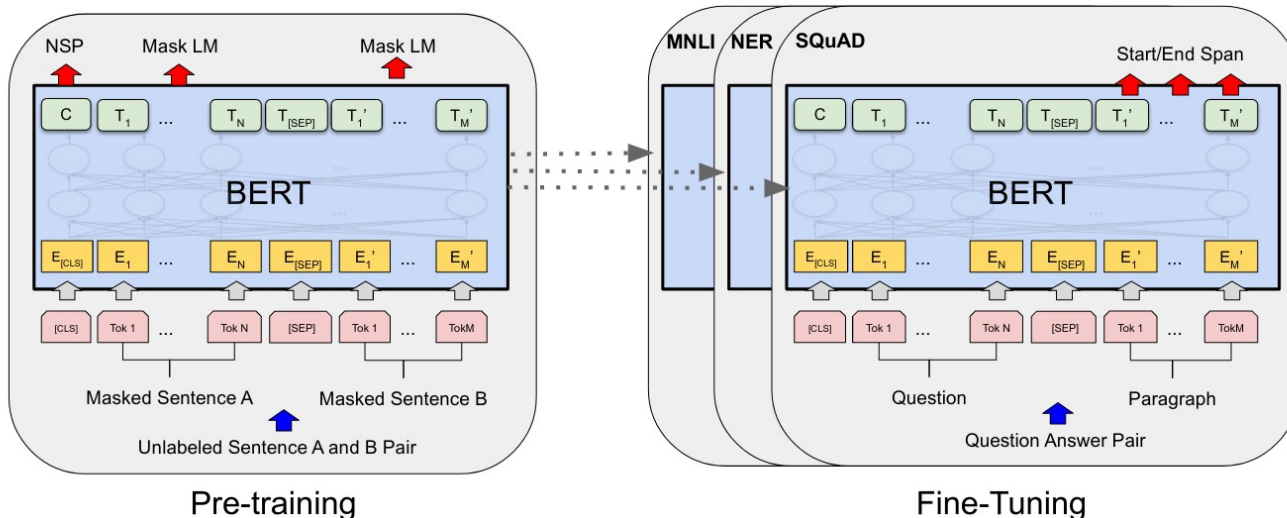 NSP Mask LM Mask LM
C T1 ... TN T[SEP] T1' ... TM'
...
BERT
...
E[CLS] E1 ... EN E[SEP] E1' ... EM'
[CLS] Tok 1 ... Tok N [SEP] Tok 1 ... TokM
Masked Sentence A Masked Sentence B
Unlabeled Sentence A and B Pair
Pre-training
MNLI NER SQuAD
Start/End Span
C T1 ... TN T[SEP] T1' ... TM'
...
BERT
...
E[CLS] E1 ... EN E[SEP] E1' ... EM'
[CLS] Tok 1 ... Tok N [SEP] Tok 1 ... TokM
Question Paragraph
Question Answer Pair
Fine-Tuning